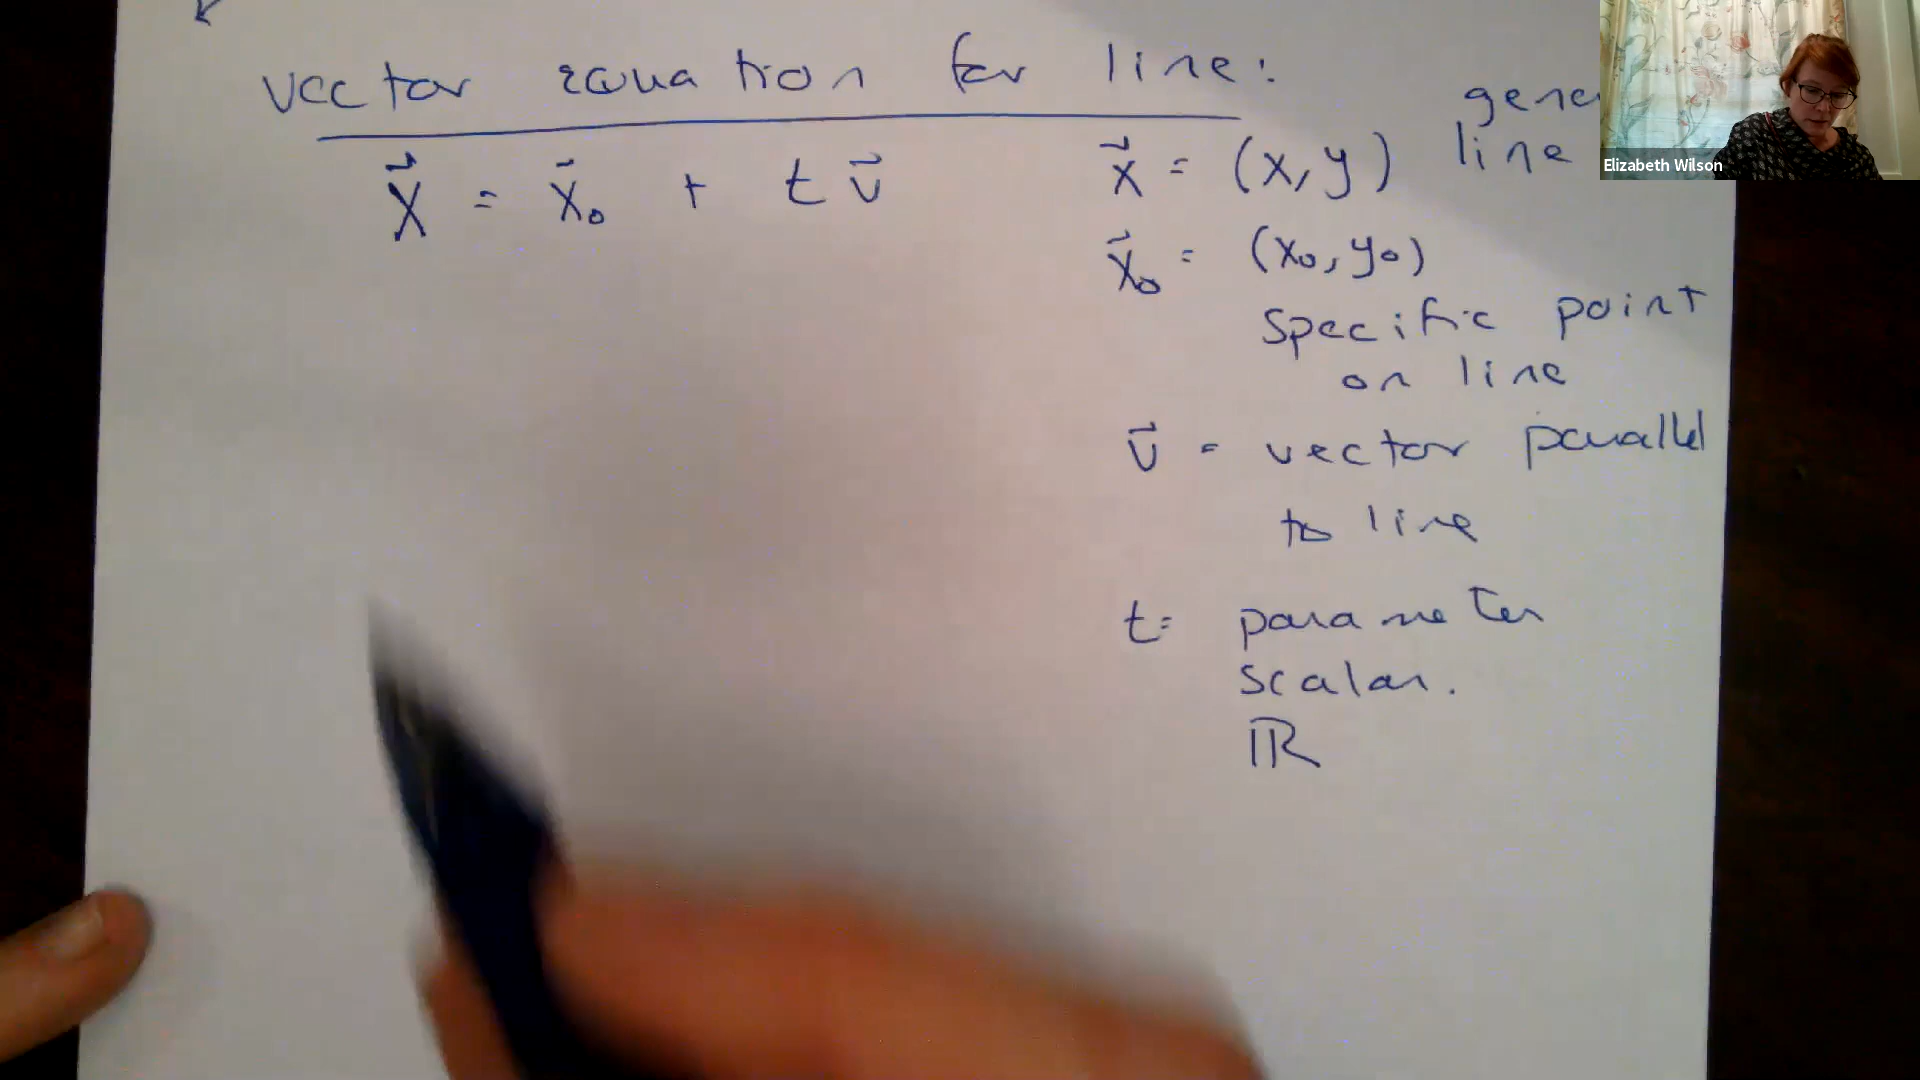 vector equation for line:
x⃗ = x⃗₀ + t v⃗
x⃗ = (x, y)
line
x⃗₀ = (x₀, y₀)
specific point
on line
v⃗ = vector parallel
to line
t = parameter
scalar.
ℝ
Elizabeth Wilson